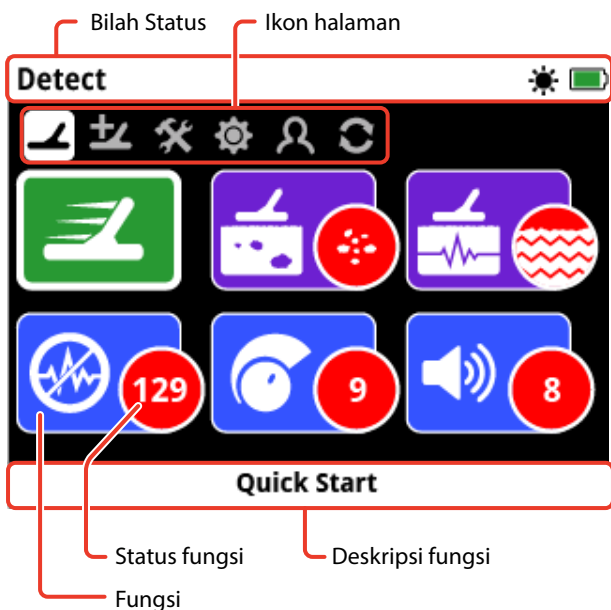 Bilah Status
Ikon halaman
Detect
129
9
8
Quick Start
Status fungsi
Deskripsi fungsi
Fungsi